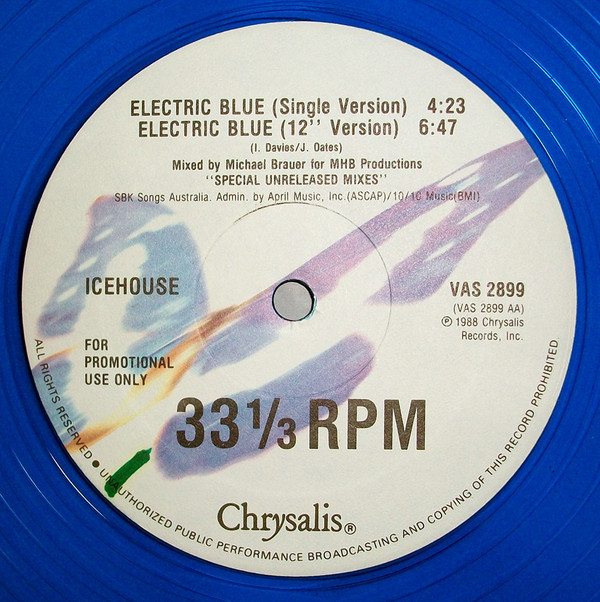 ELECTRIC BLUE (Single Version) 4:23
ELECTRIC BLUE (12'' Version) 6:47
(I. Davies/J. Oates)
Mixed by Michael Brauer for MHB Productions
"SPECIAL UNRELEASED MIXES"
SBK Songs Australia. Admin. by April Music, Inc.(ASCAP)/10/10 Music(BMI)
ICEHOUSE
VAS 2899
(VAS 2899 AA)
℗ 1988 Chrysalis
Records, Inc.
FOR
PROMOTIONAL
USE ONLY
33 1/3 RPM
Chrysalis®
ALL RIGHTS RESERVED ● UNAUTHORIZED PUBLIC PERFORMANCE BROADCASTING AND COPYING OF THIS RECORD PROHIBITED.